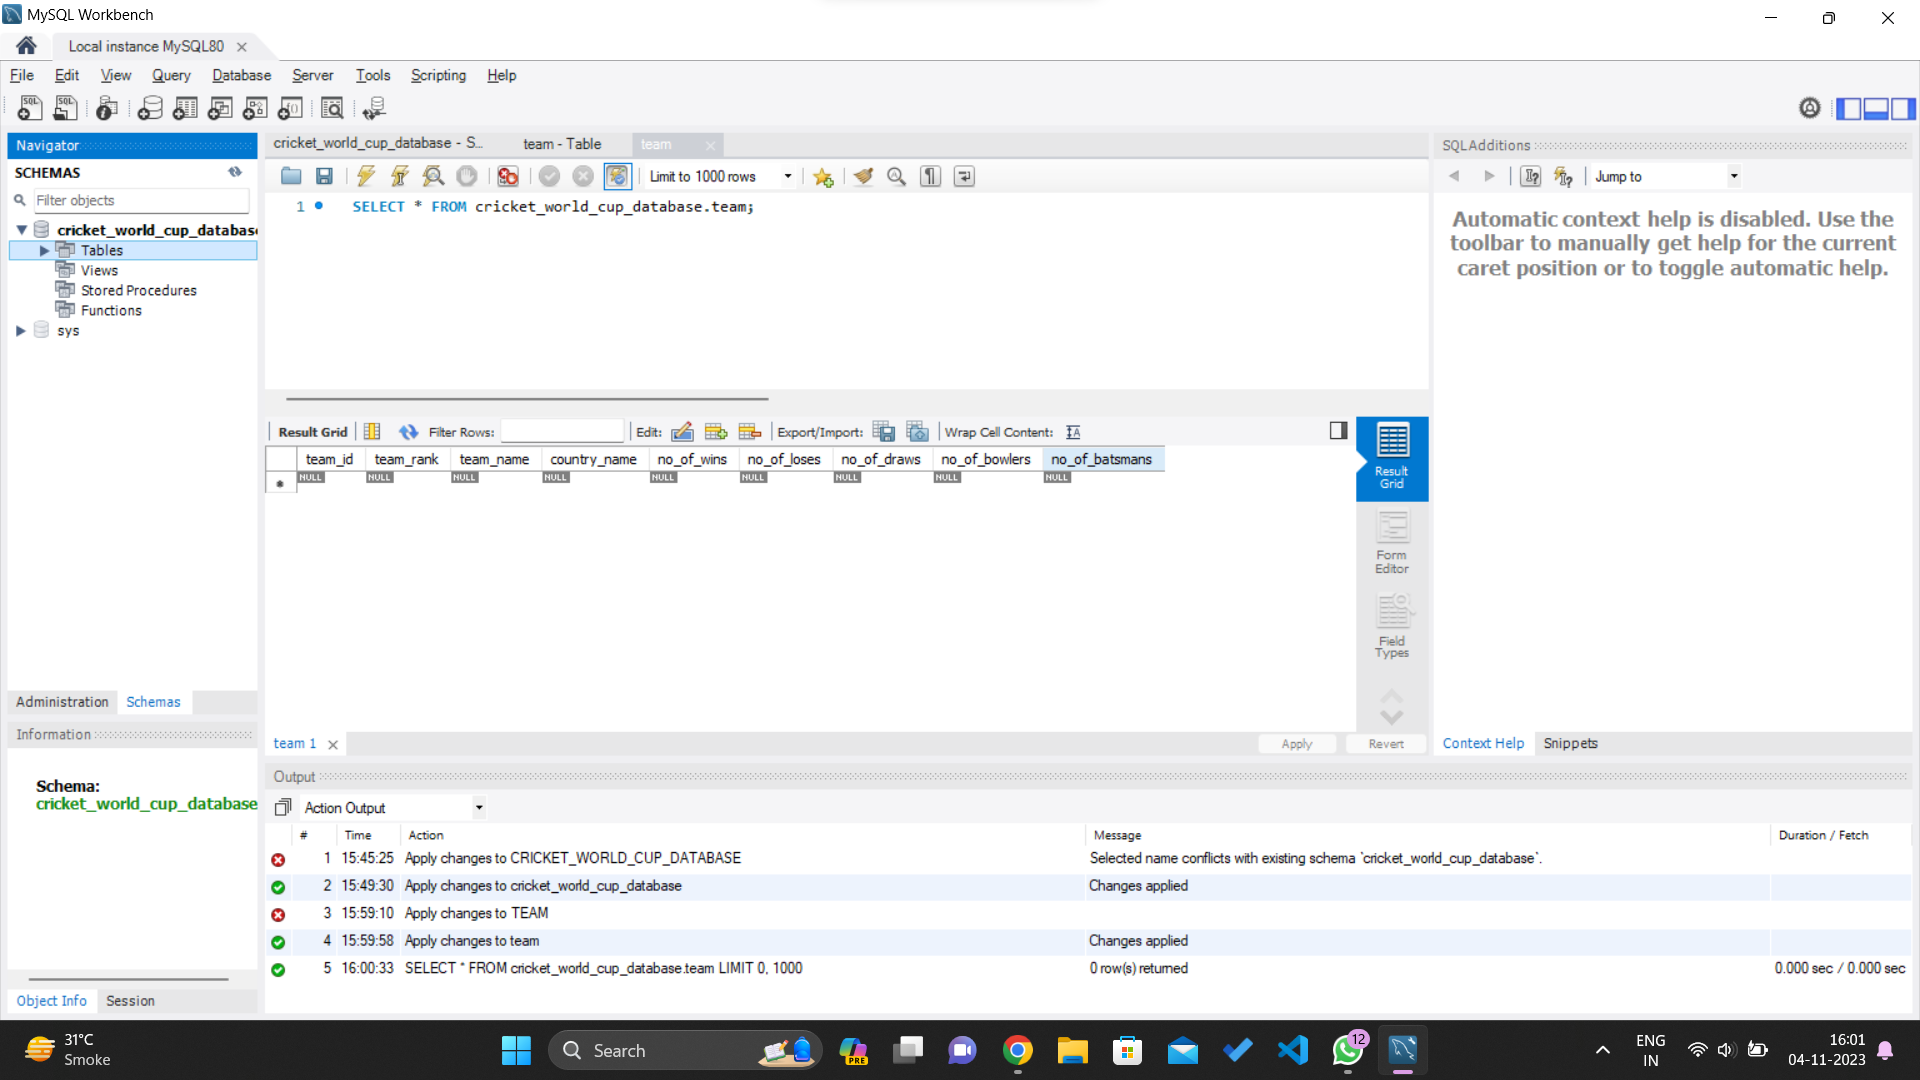 MySQL Workbench
Local instance MySQL80
File Edit View Query Database Server Tools Scripting Help
Navigator
SCHEMAS
Filter objects
cricket_world_cup_databas
Tables
Views
Stored Procedures
Functions
sys
Administration Schemas
Information
Schema:
cricket_world_cup_database
Object Info Session
cricket_world_cup_database - S... team - Table team
Limit to 1000 rows
1 SELECT * FROM cricket_world_cup_database.team;
Result Grid Filter Rows: Edit: Export/Import: Wrap Cell Content:
team_id team_rank team_name country_name no_of_wins no_of_loses no_of_draws no_of_bowlers no_of_batsmans
NULL NULL NULL NULL NULL NULL NULL NULL NULL
Result
Grid
Form
Editor
Field
Types
team 1 Apply Revert
SQLAdditions
Jump to
Automatic context help is disabled. Use the
toolbar to manually get help for the current
caret position or to toggle automatic help.
Context Help Snippets
Output
Action Output
# Time Action Message Duration / Fetch
1 15:45:25 Apply changes to CRICKET_WORLD_CUP_DATABASE Selected name conflicts with existing schema `cricket_world_cup_database`.
2 15:49:30 Apply changes to cricket_world_cup_database Changes applied
3 15:59:10 Apply changes to TEAM
4 15:59:58 Apply changes to team Changes applied
5 16:00:33 SELECT * FROM cricket_world_cup_database.team LIMIT 0, 1000 0 row(s) returned 0.000 sec / 0.000 sec
31°C
Smoke
Search
PRE
12
ENG
IN
16:01
04-11-2023